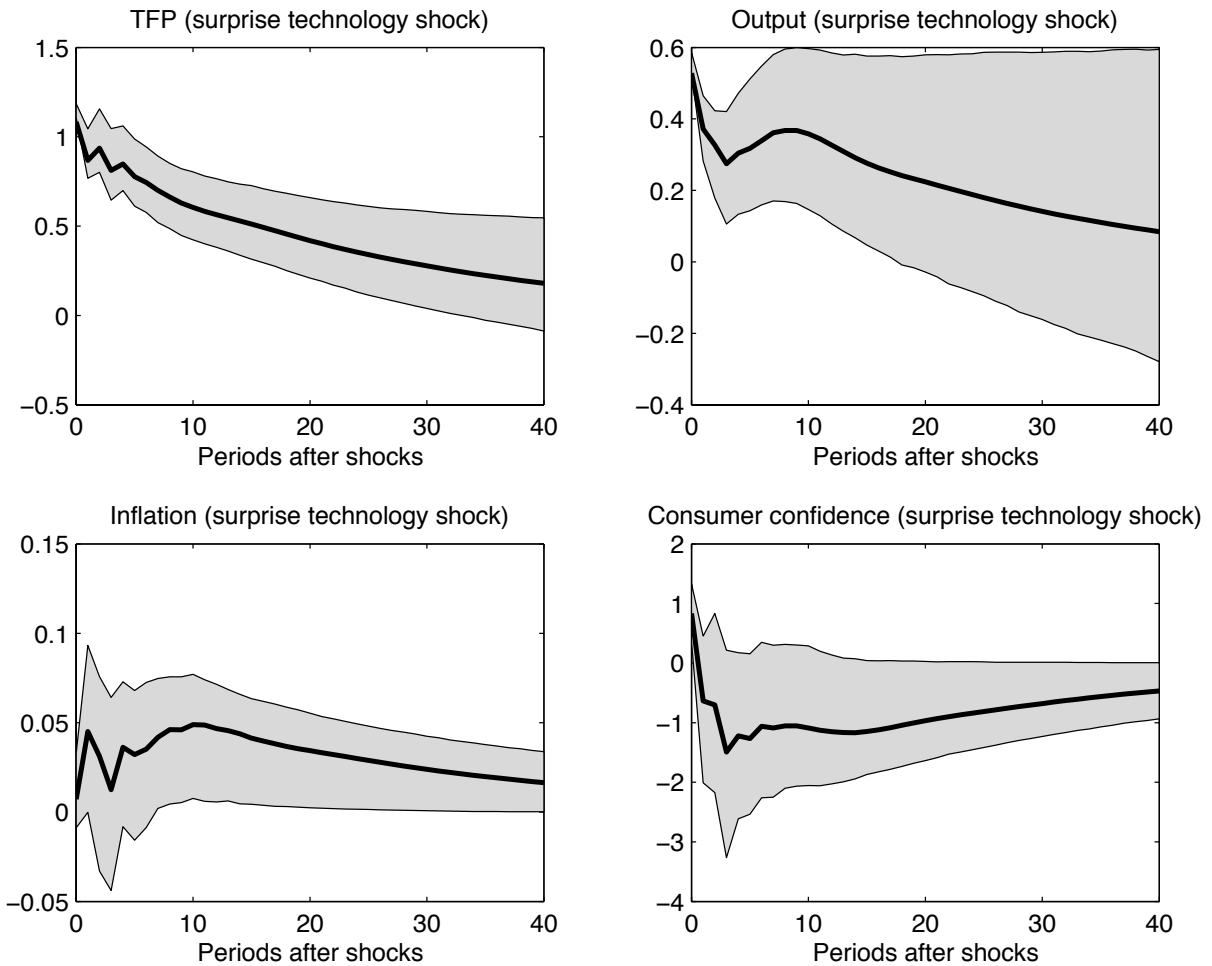 TFP (surprise technology shock)
1.5
1
0.5
0
−0.5
0 10 20 30 40
Periods after shocks
Output (surprise technology shock)
0.6
0.4
0.2
0
−0.2
−0.4
0 10 20 30 40
Periods after shocks
Inflation (surprise technology shock)
0.15
0.1
0.05
0
−0.05
0 10 20 30 40
Periods after shocks
Consumer confidence (surprise technology shock)
2
1
0
−1
−2
−3
−4
0 10 20 30 40
Periods after shocks